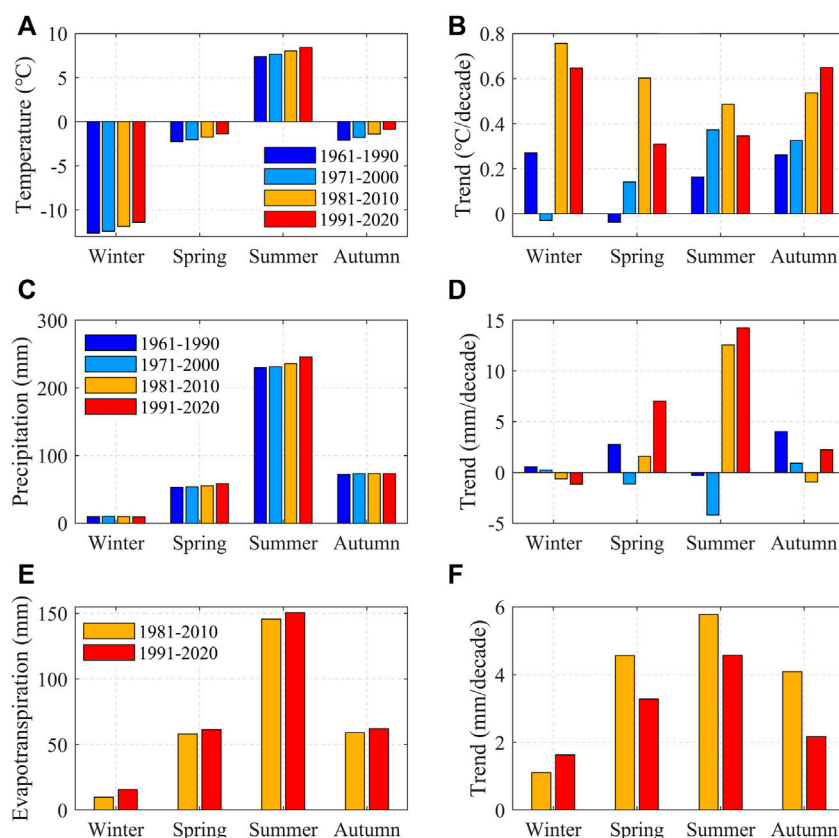 A
Temperature (℃)
10
5
0
-5
-10
1961-1990
1971-2000
1981-2010
1991-2020
Winter Spring Summer Autumn
B
Trend (℃/decade)
0.8
0.6
0.4
0.2
0
Winter Spring Summer Autumn
C
Precipitation (mm)
300
200
100
0
1961-1990
1971-2000
1981-2010
1991-2020
Winter Spring Summer Autumn
D
Trend (mm/decade)
15
10
5
0
-5
Winter Spring Summer Autumn
E
Evapotranspiration (mm)
150
100
50
0
1981-2010
1991-2020
Winter Spring Summer Autumn
F
Trend (mm/decade)
6
4
2
0
Winter Spring Summer Autumn